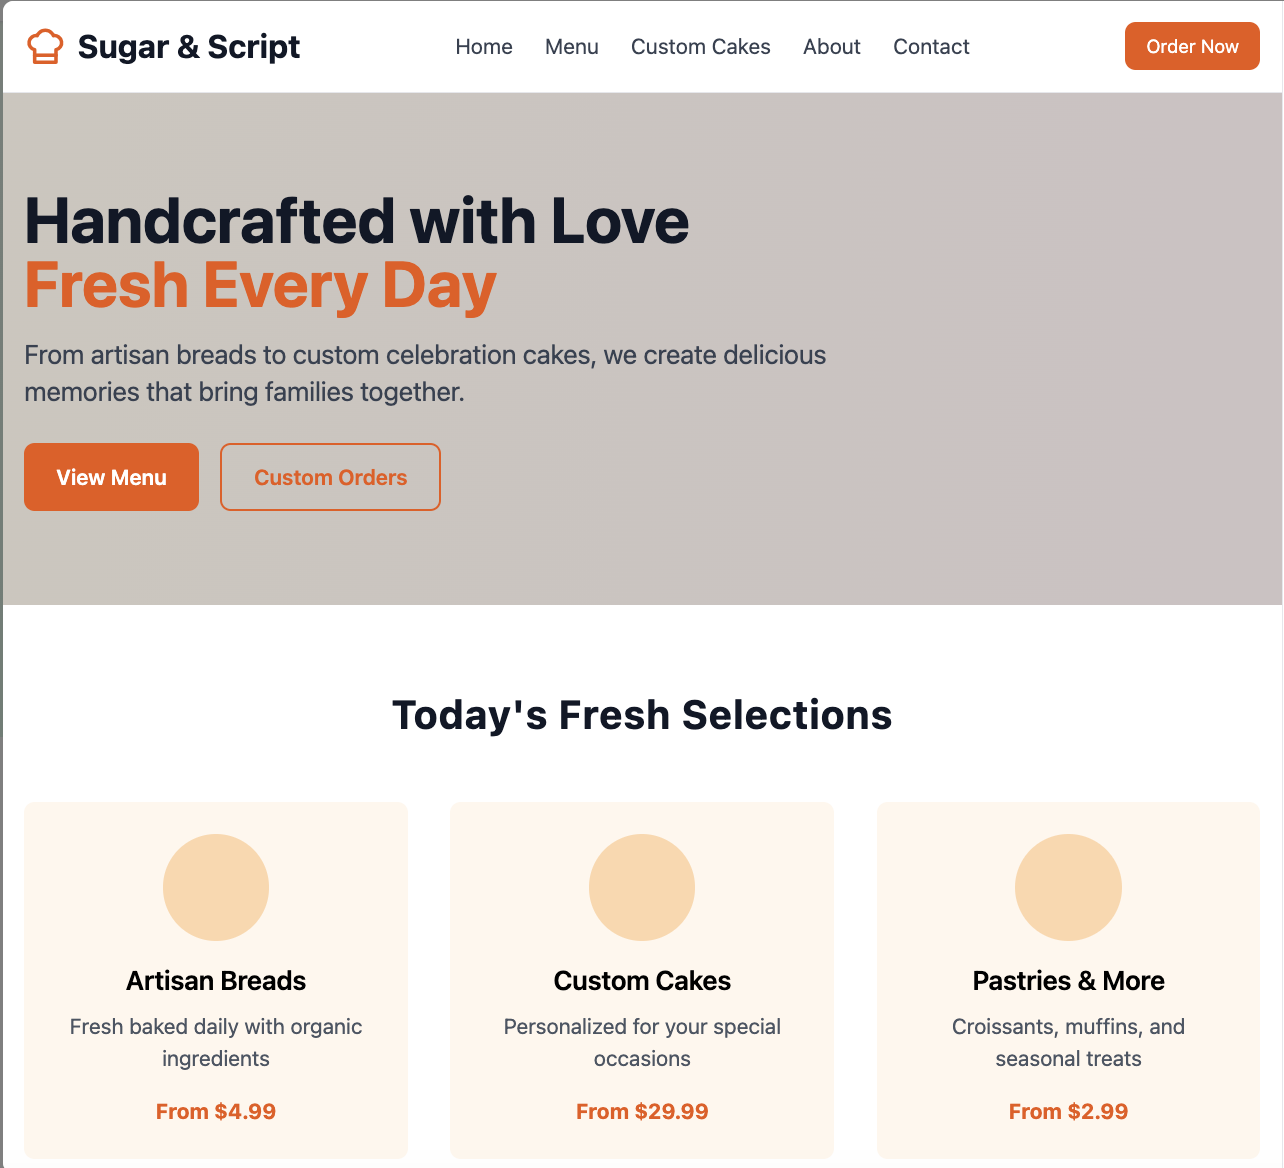 Sugar & Script
Home
Menu
Custom Cakes
About
Contact
Order Now
Handcrafted with Love
Fresh Every Day
From artisan breads to custom celebration cakes, we create delicious
memories that bring families together.
View Menu
Custom Orders
Today's Fresh Selections
Artisan Breads
Fresh baked daily with organic
ingredients
From $4.99
Custom Cakes
Personalized for your special
occasions
From $29.99
Pastries & More
Croissants, muffins, and
seasonal treats
From $2.99